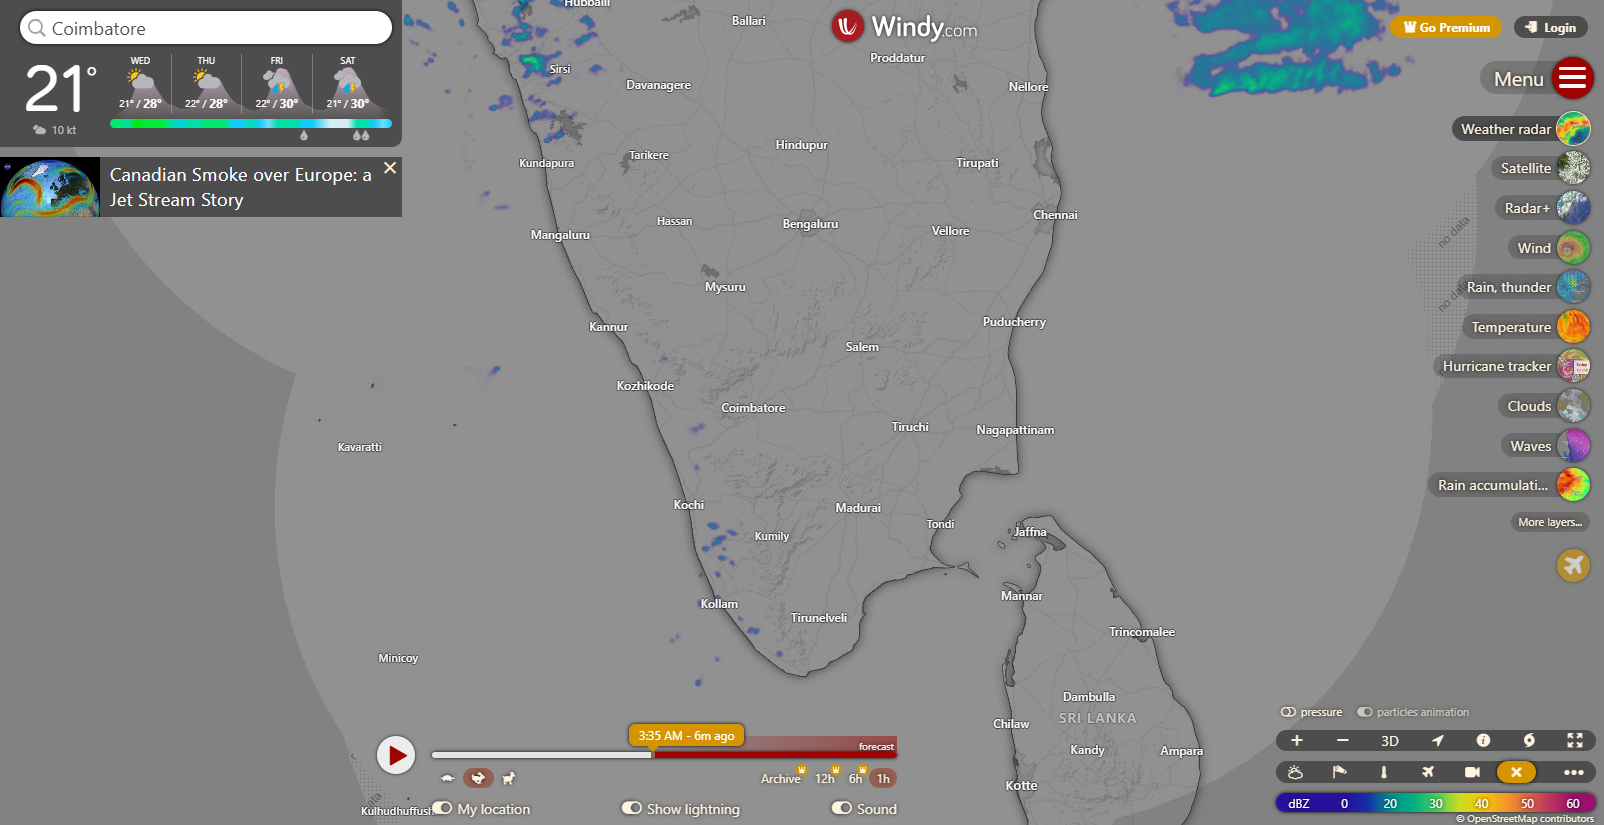 Coimbatore
21°
10 kt
WED THU FRI SAT
21° / 28° 22° / 28° 22° / 30° 21° / 30°
Canadian Smoke over Europe: a
Jet Stream Story
Windy.com
Go Premium
Login
Menu
Weather radar
Satellite
Radar+
Wind
Rain, thunder
Temperature
Hurricane tracker
Clouds
Waves
Rain accumulati...
More layers...
no data
no data
Hubballi
Ballari
Proddatur
Sirsi
Davanagere
Nellore
Hindupur
Tarikere
Kundapura
Tirupati
Chennai
Hassan
Bengaluru
Vellore
Mangaluru
Mysuru
Puducherry
Kannur
Salem
Kozhikode
Coimbatore
Tiruchi
Nagapattinam
Kavaratti
Kochi
Madurai
Tondi
Jaffna
Kumily
Mannar
Kollam
Tirunelveli
Trincomalee
Minicoy
Dambulla
SRI LANKA
Chilaw
Kandy
Ampara
Kotte
Kulhudhuffushi
3:35 AM - 6m ago
forecast
Archive 12h 6h 1h
My location
Show lightning
Sound
pressure
particles animation
+ − 3D
dBZ 0 20 30 40 50 60
© OpenStreetMap contributors